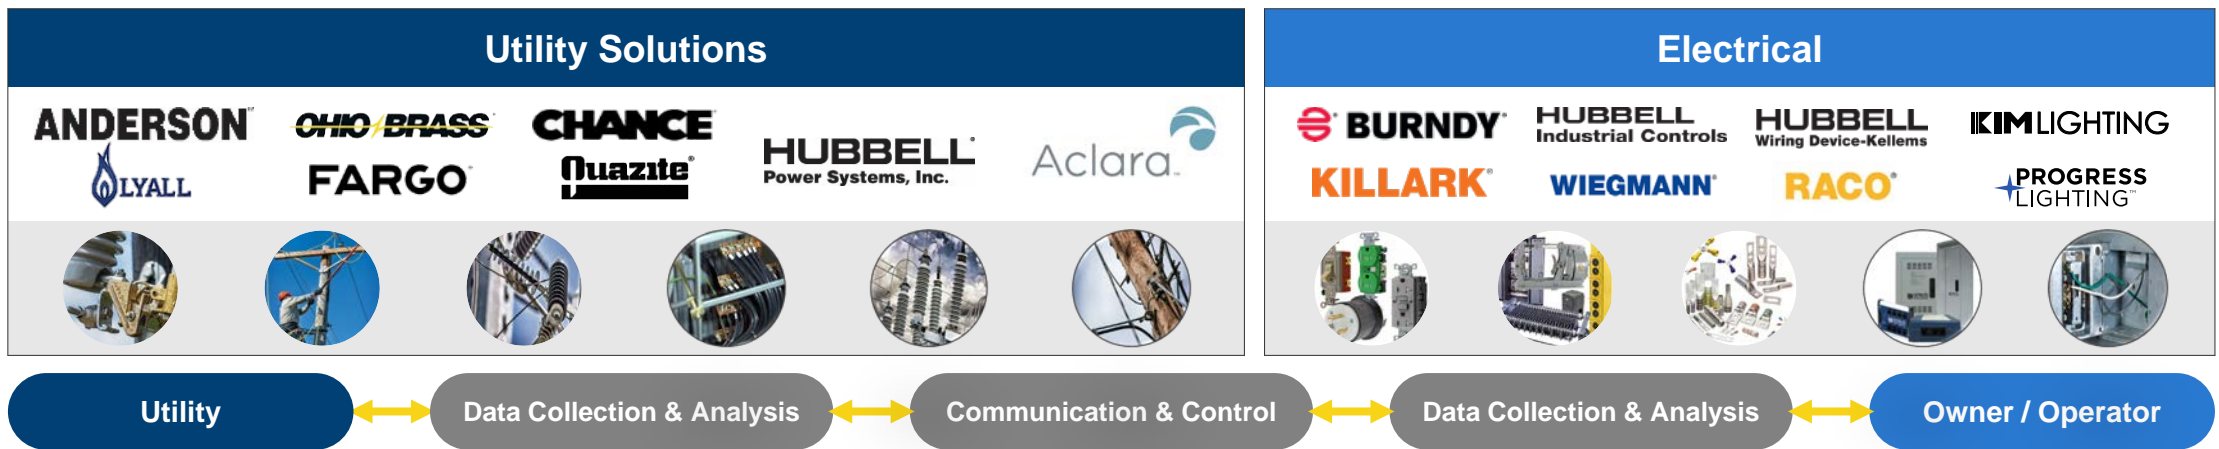 Utility Solutions
ANDERSON
OHIO BRASS
CHANCE
HUBBELL
Power Systems, Inc.
Aclara
LYALL
FARGO
Quazite
Electrical
BURNDY
HUBBELL
Industrial Controls
HUBBELL
Wiring Device-Kellems
KIM LIGHTING
KILLARK
WIEGMANN
RACO
PROGRESS
LIGHTING
Utility
Data Collection & Analysis
Communication & Control
Data Collection & Analysis
Owner / Operator